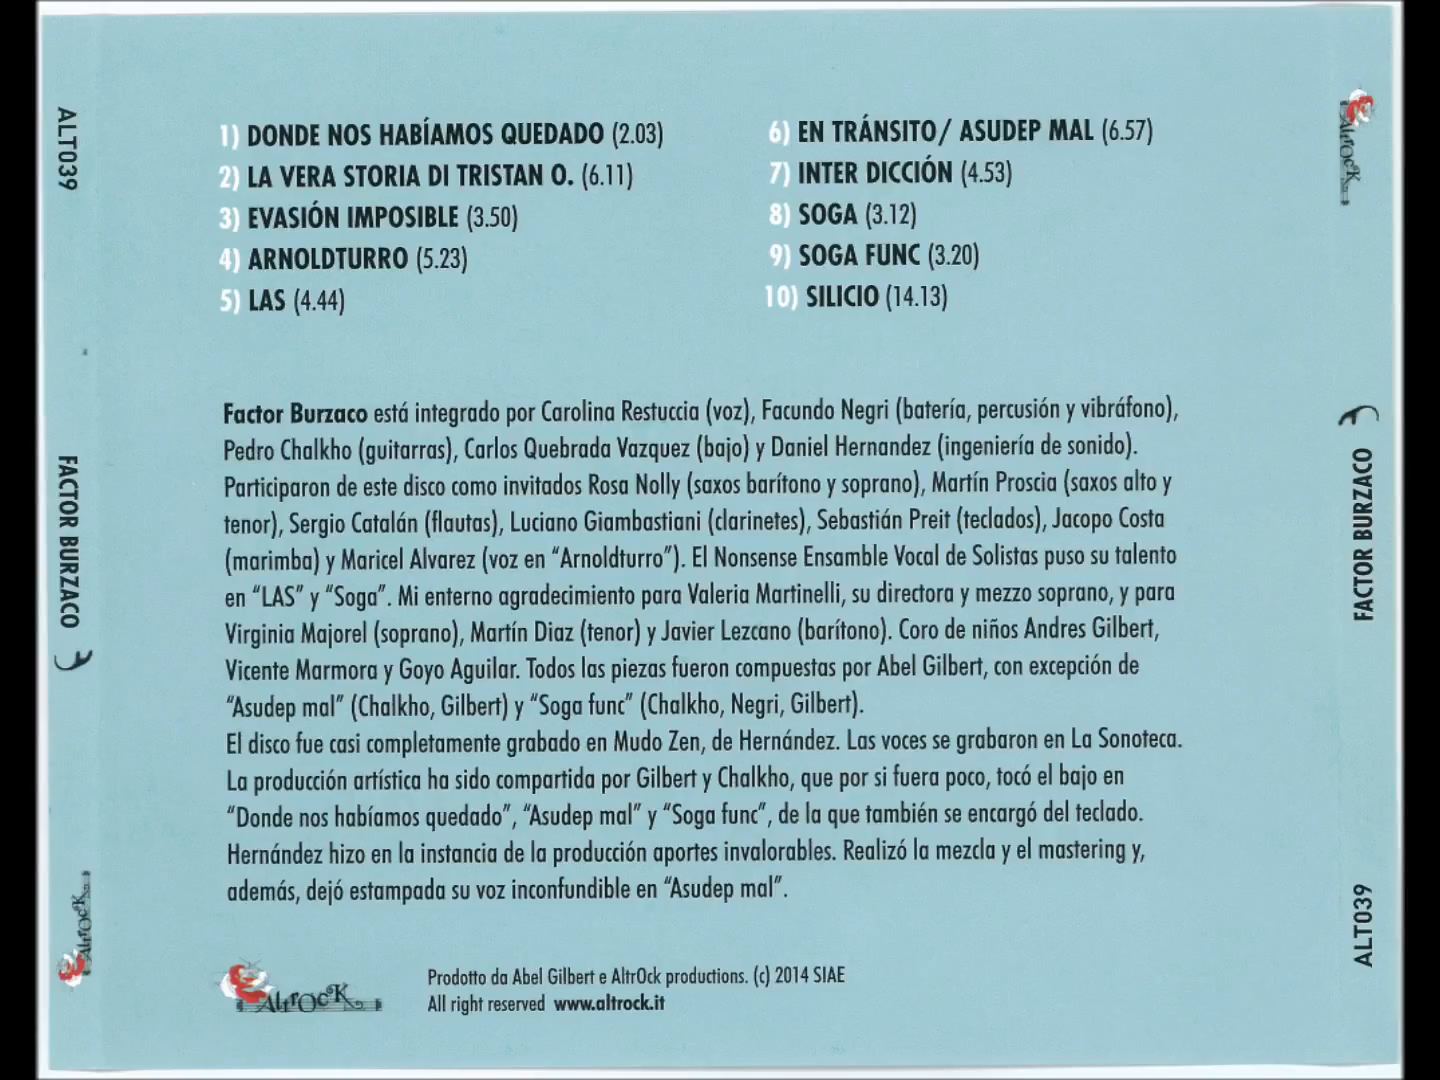 ALT039
FACTOR BURZACO
AltrOck
1) DONDE NOS HABÍAMOS QUEDADO (2.03)
2) LA VERA STORIA DI TRISTAN O. (6.11)
3) EVASIÓN IMPOSIBLE (3.50)
4) ARNOLDTURRO (5.23)
5) LAS (4.44)
6) EN TRÁNSITO/ ASUDEP MAL (6.57)
7) INTER DICCIÓN (4.53)
8) SOGA (3.12)
9) SOGA FUNC (3.20)
10) SILICIO (14.13)
Factor Burzaco está integrado por Carolina Restuccia (voz), Facundo Negri (batería, percusión y vibráfono),
Pedro Chalkho (guitarras), Carlos Quebrada Vazquez (bajo) y Daniel Hernandez (ingeniería de sonido).
Participaron de este disco como invitados Rosa Nolly (saxos barítono y soprano), Martín Proscia (saxos alto y
tenor), Sergio Catalán (flautas), Luciano Giambastiani (clarinetes), Sebastián Preit (teclados), Jacopo Costa
(marimba) y Maricel Alvarez (voz en “Arnoldturro”). El Nonsense Ensamble Vocal de Solistas puso su talento
en “LAS” y “Soga”. Mi enterno agradecimiento para Valeria Martinelli, su directora y mezzo soprano, y para
Virginia Majorel (soprano), Martín Diaz (tenor) y Javier Lezcano (barítono). Coro de niños Andres Gilbert,
Vicente Marmora y Goyo Aguilar. Todos las piezas fueron compuestas por Abel Gilbert, con excepción de
“Asudep mal” (Chalkho, Gilbert) y “Soga func” (Chalkho, Negri, Gilbert).
El disco fue casi completamente grabado en Mudo Zen, de Hernández. Las voces se grabaron en La Sonoteca.
La producción artística ha sido compartida por Gilbert y Chalkho, que por si fuera poco, tocó el bajo en
“Donde nos habíamos quedado”, “Asudep mal” y “Soga func”, de la que también se encargó del teclado.
Hernández hizo en la instancia de la producción aportes invalorables. Realizó la mezcla y el mastering y,
además, dejó estampada su voz inconfundible en “Asudep mal”.
AltrOcK
Prodotto da Abel Gilbert e AltrOck productions. (c) 2014 SIAE
All right reserved www.altrock.it
AltrOcK
FACTOR BURZACO
ALT039